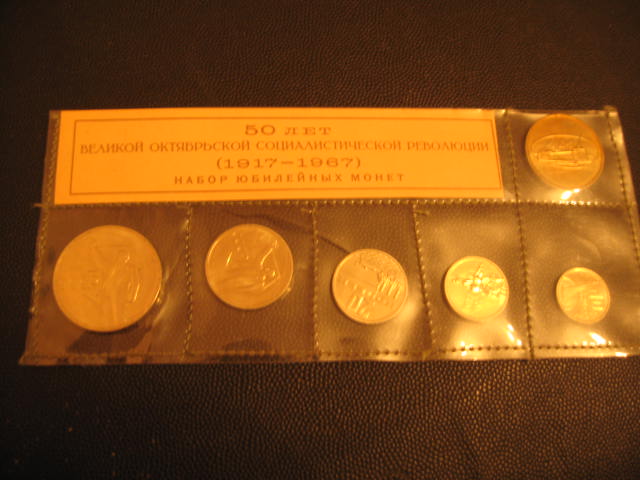 50 ЛЕТ
ВЕЛИКОЙ ОКТЯБРЬСКОЙ СОЦИАЛИСТИЧЕСКОЙ РЕВОЛЮЦИИ
(1917–1967)
НАБОР ЮБИЛЕЙНЫХ МОНЕТ